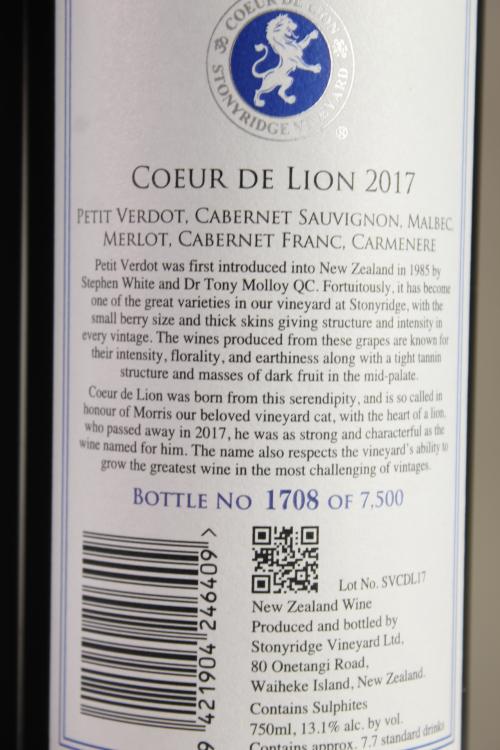 COEUR DE LION
STONYRIDGE VINEYARD
®
COEUR DE LION 2017
PETIT VERDOT, CABERNET SAUVIGNON, MALBEC,
MERLOT, CABERNET FRANC, CARMENERE
Petit Verdot was first introduced into New Zealand in 1985 by
Stephen White and Dr Tony Molloy QC. Fortuitously, it has become
one of the great varieties in our vineyard at Stonyridge, with the
small berry size and thick skins giving structure and intensity in
every vintage. The wines produced from these grapes are known for
their intensity, florality, and earthiness along with a tight tannin
structure and masses of dark fruit in the mid-palate.
Coeur de Lion was born from this serendipity, and is so called in
honour of Morris our beloved vineyard cat, with the heart of a lion,
who passed away in 2017, he was as strong and characterful as the
wine named for him. The name also respects the vineyard's ability to
grow the greatest wine in the most challenging of vintages.
BOTTLE NO 1708 OF 7,500
9 421904 246409 >
Lot No. SVCDL17
New Zealand Wine
Produced and bottled by
Stonyridge Vineyard Ltd,
80 Onetangi Road,
Waiheke Island, New Zealand.
Contains Sulphites
750ml, 13.1% alc. by vol.
Contains approx. 7.7 standard drinks